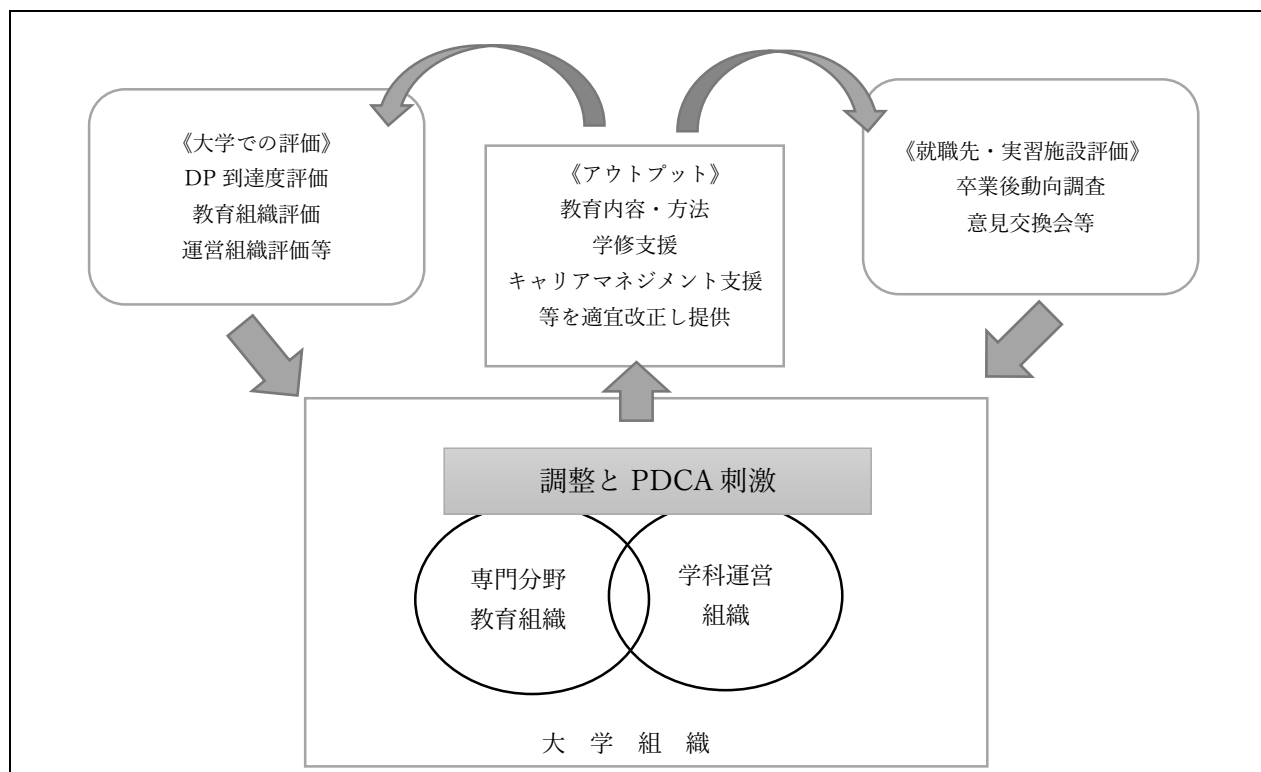 《大学での評価》
DP 到達度評価
教育組織評価
運営組織評価等
《アウトプット》
教育内容・方法
学修支援
キャリアマネジメント支援
等を適宜改正し提供
《就職先・実習施設評価》
卒業後動向調査
意見交換会等
調整と PDCA 刺激
専門分野
教育組織
学科運営
組織
大 学 組 織